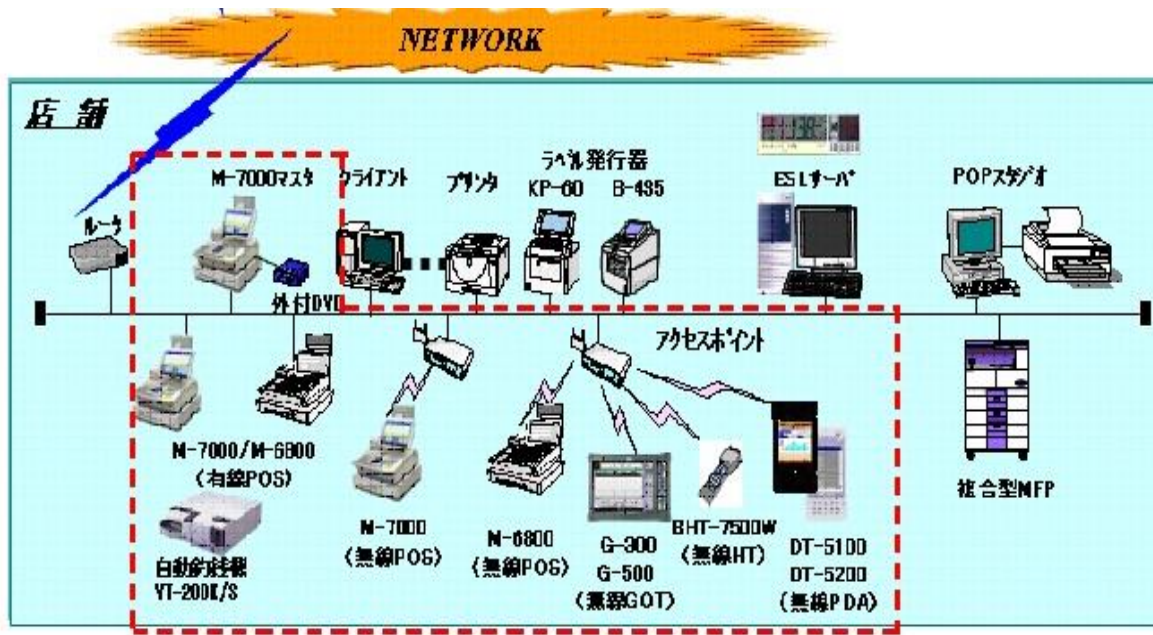 NETWORK
店舗
M-7000マスタ
クライアント
プリンタ
ラベル発行器
KP-60
B-435
ESLサーバ
POPスタジオ
ルータ
外付DVD
アクセスポイント
M-7000/M-6800
(有線POS)
自動釣銭機
VT-200K/S
M-7000
(無線POS)
M-6800
(無線POS)
G-300
G-500
(無線GOT)
BHT-7500W
(無線HT)
DT-5100
DT-5200
(無線PDA)
複合型MFP